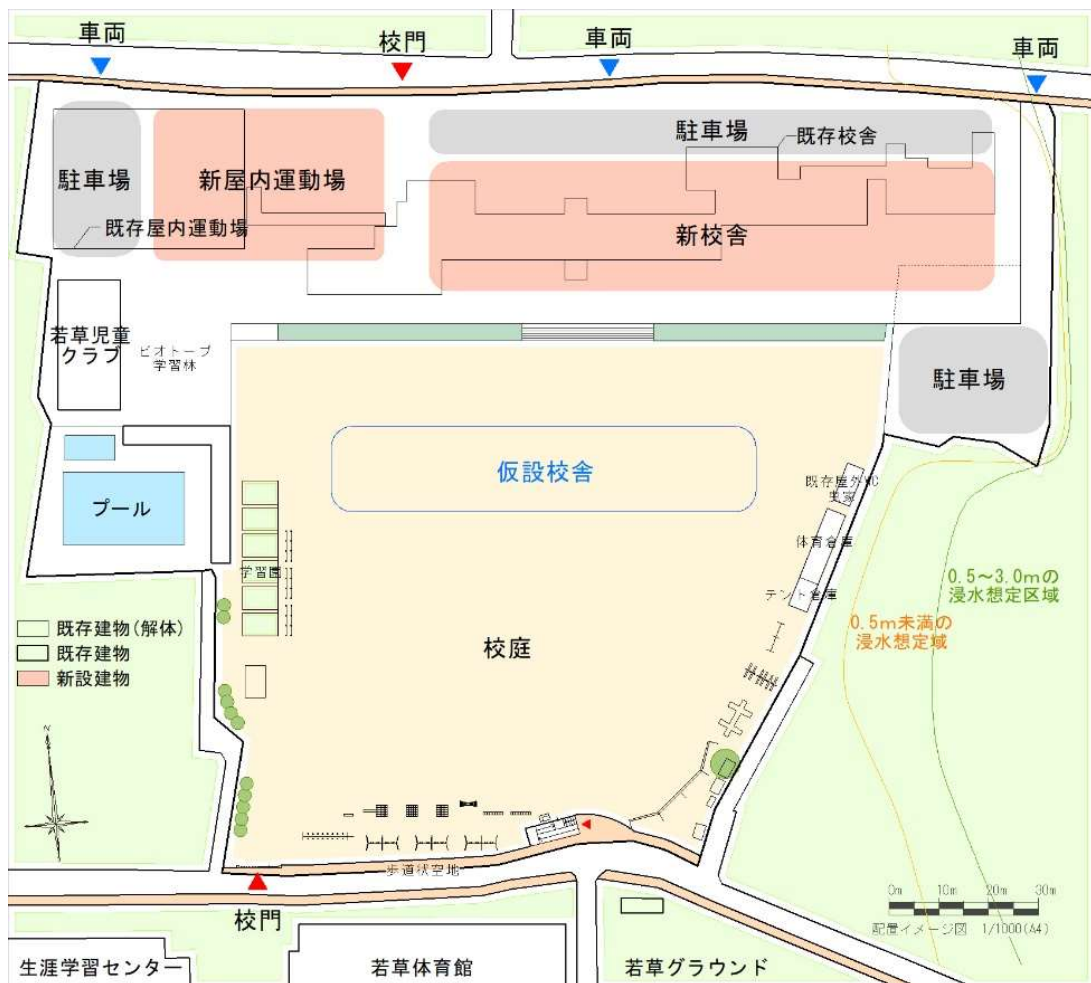 車両
校門
車両
車両
駐車場
既存校舎
駐車場
新屋内運動場
既存屋内運動場
新校舎
若草児童
クラブ
ビオトープ
学習林
駐車場
仮設校舎
プール
既存屋外WC
体育倉庫
学習園
テント倉庫
0.5～3.0mの
浸水想定区域
0.5m未満の
浸水想定域
既存建物(解体)
既存建物
新設建物
校庭
N
歩道状空地
校門
0m 10m 20m 30m
配置イメージ図 1/1000(A4)
生涯学習センター
若草体育館
若草グラウンド